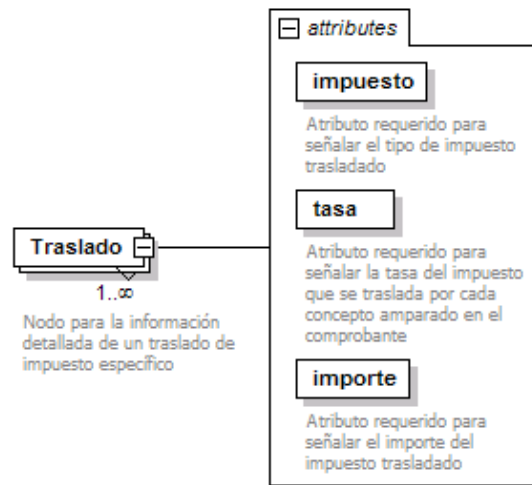 attributes
impuesto
Atributo requerido para
señalar el tipo de impuesto
trasladado
tasa
Atributo requerido para
señalar la tasa del impuesto
que se traslada por cada
concepto amparado en el
comprobante
Traslado
1..∞
Nodo para la información
detallada de un traslado de
impuesto específico
importe
Atributo requerido para
señalar el importe del
impuesto trasladado